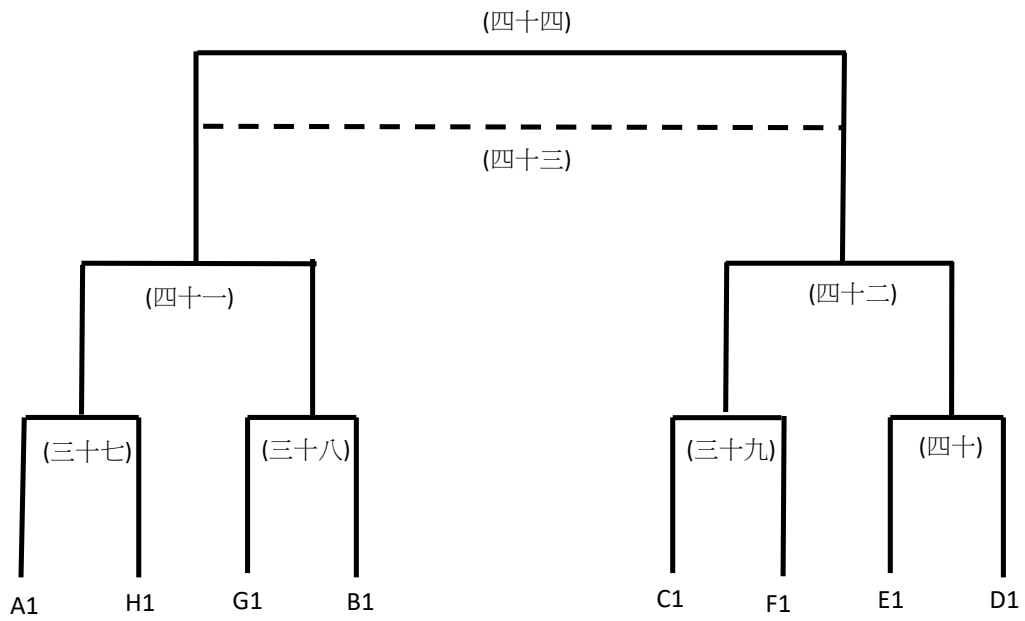 (四十四)
(四十三)
(四十一) (四十二)
(三十七) (三十八) (三十九) (四十)
A1 H1 G1 B1 C1 F1 E1 D1